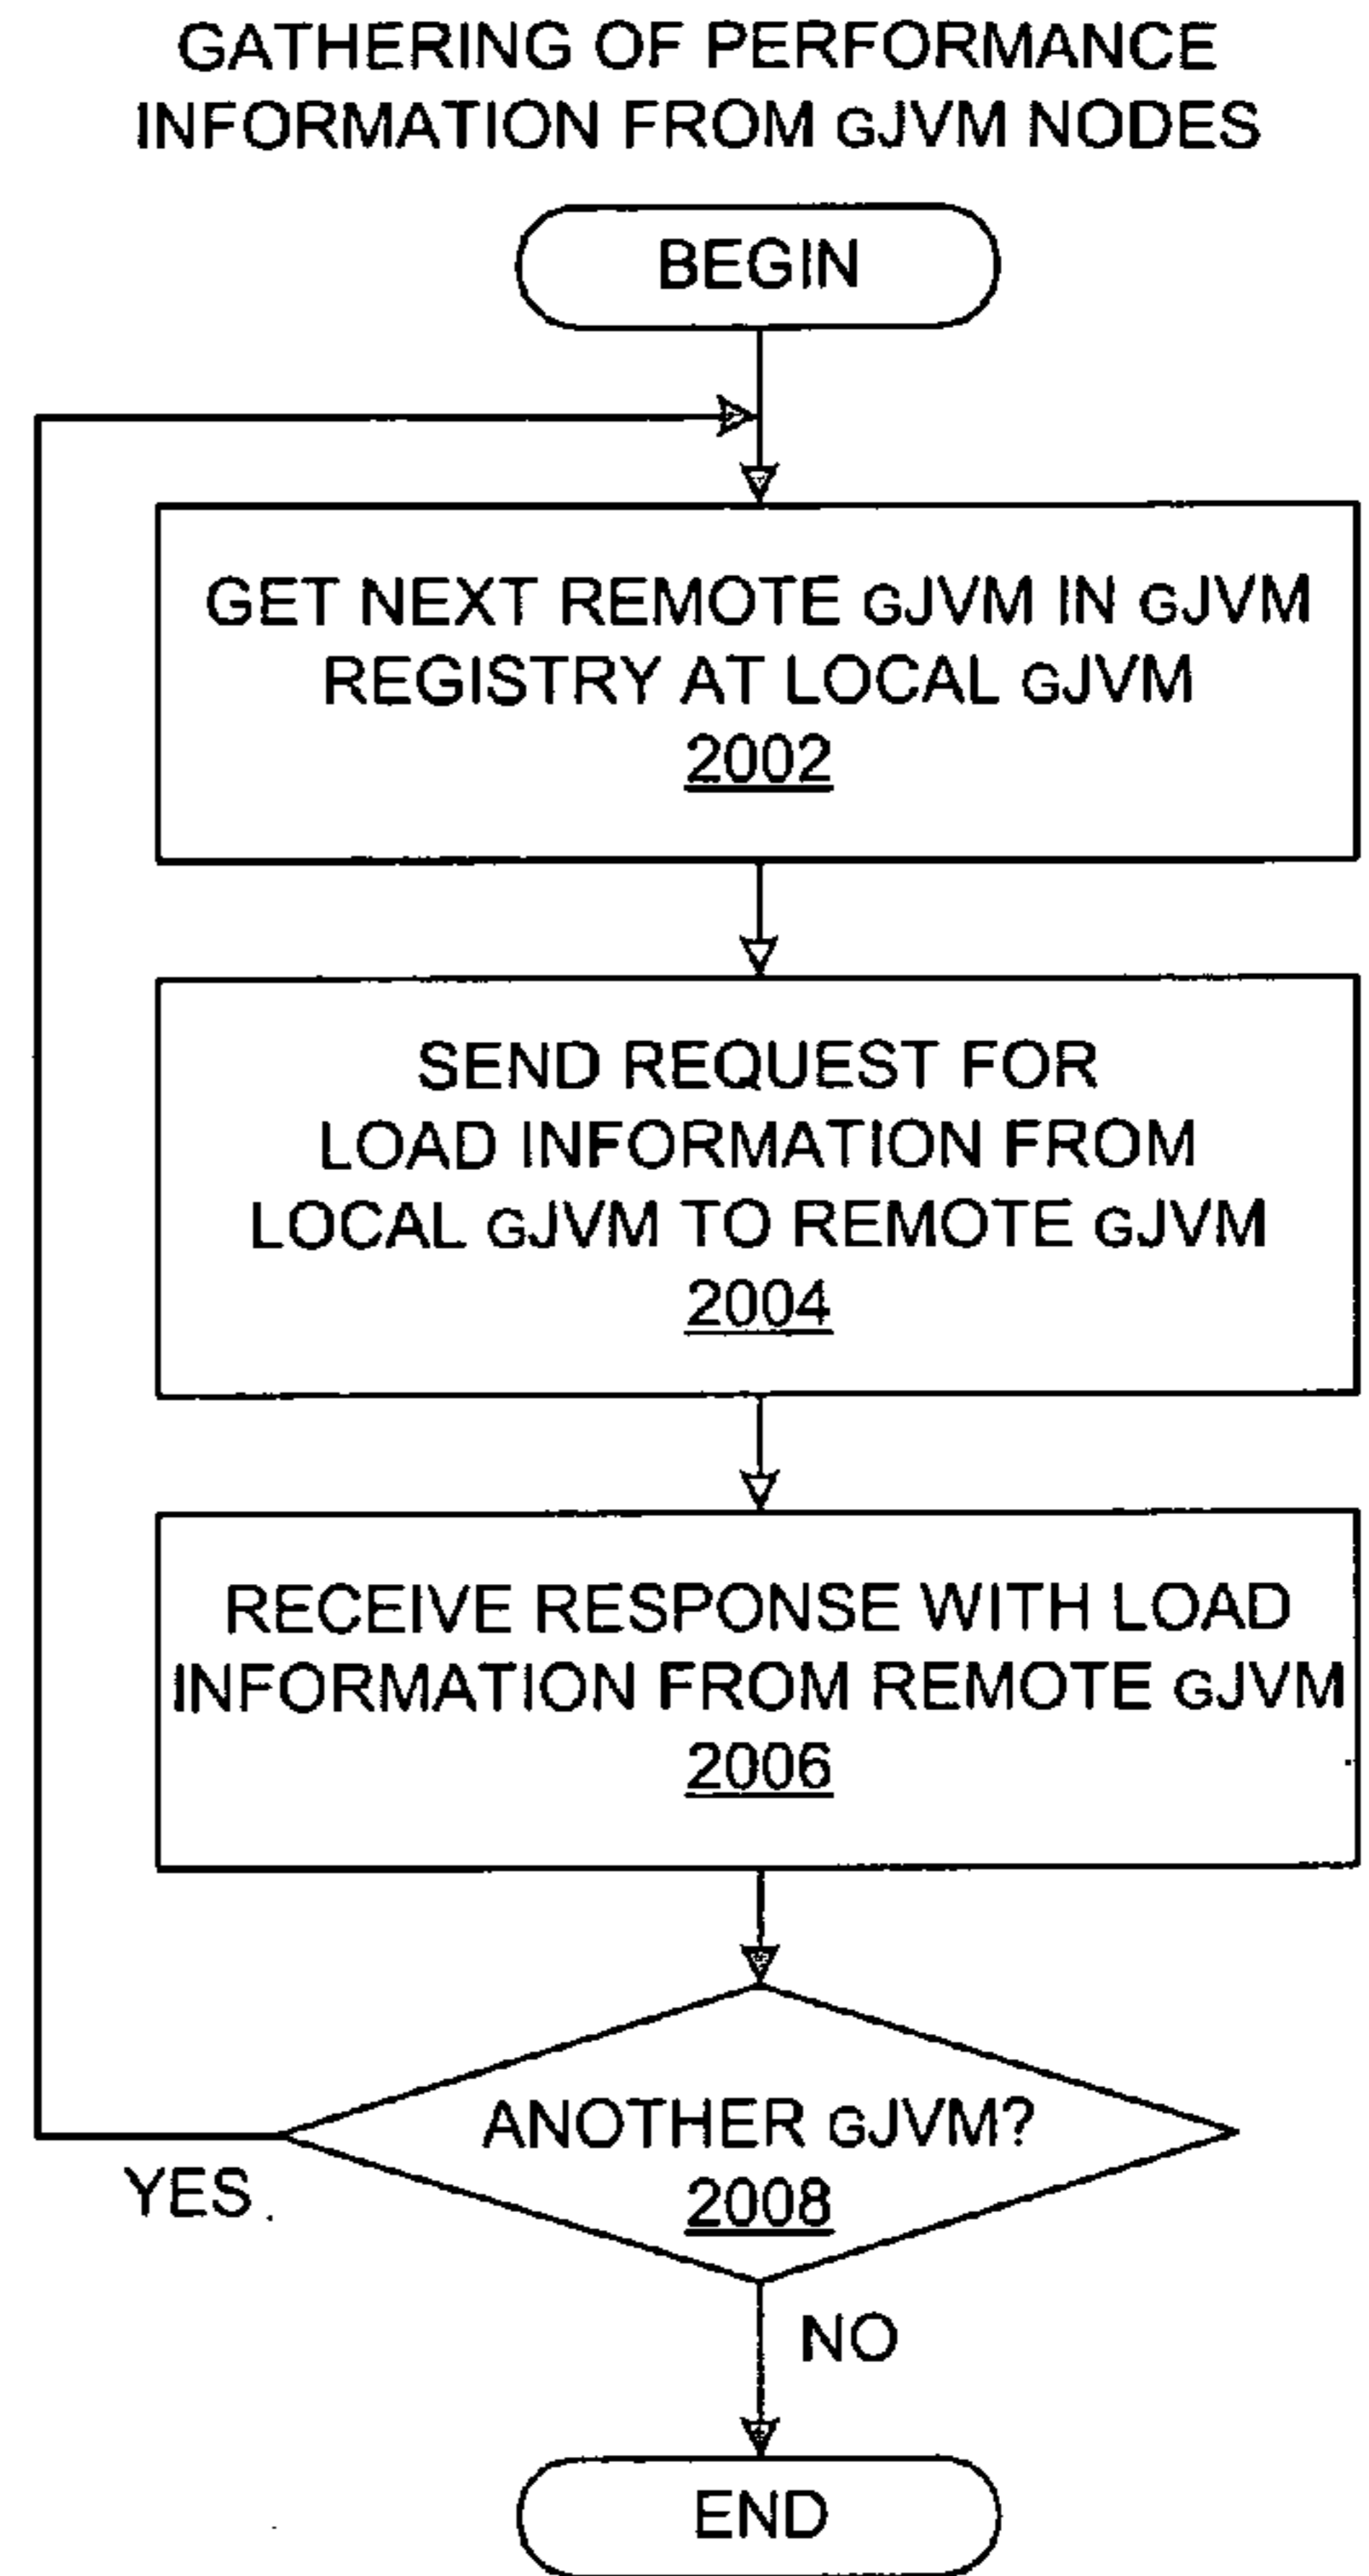 GATHERING OF PERFORMANCE
INFORMATION FROM GJVM NODES
BEGIN
GET NEXT REMOTE GJVM IN GJVM
REGISTRY AT LOCAL GJVM
2002
SEND REQUEST FOR
LOAD INFORMATION FROM
LOCAL GJVM TO REMOTE GJVM
2004
RECEIVE RESPONSE WITH LOAD
INFORMATION FROM REMOTE GJVM
2006
ANOTHER GJVM?
2008
YES
NO
END